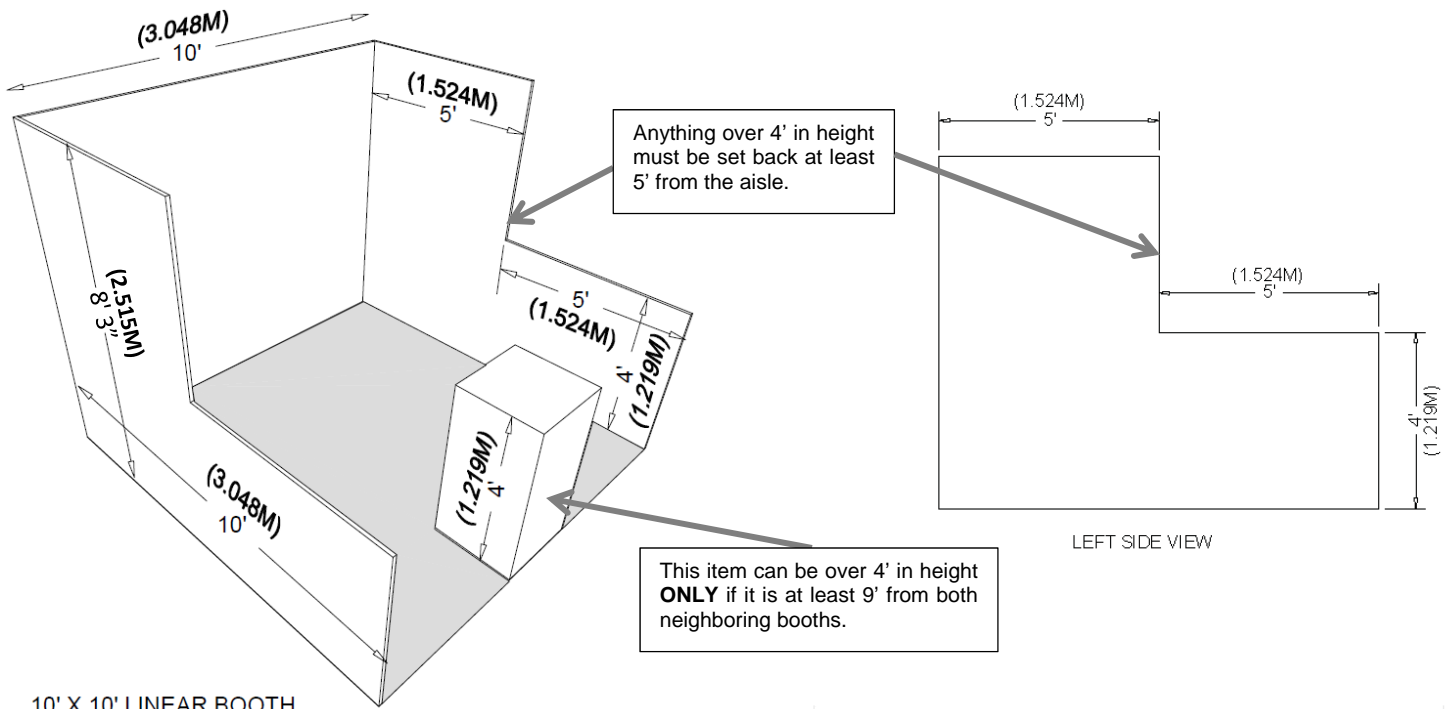 (3.048M)
10'
(1.524M)
5'
(2.515M)
8' 3”
5'
(1.524M)
4'
(1.219M)
(1.219M)
4'
(3.048M)
10'
10' X 10' LINEAR BOOTH
Anything over 4’ in height
must be set back at least
5’ from the aisle.
This item can be over 4’ in height
ONLY if it is at least 9’ from both
neighboring booths.
(1.524M)
5'
(1.524M)
5'
4'
(1.219M)
LEFT SIDE VIEW